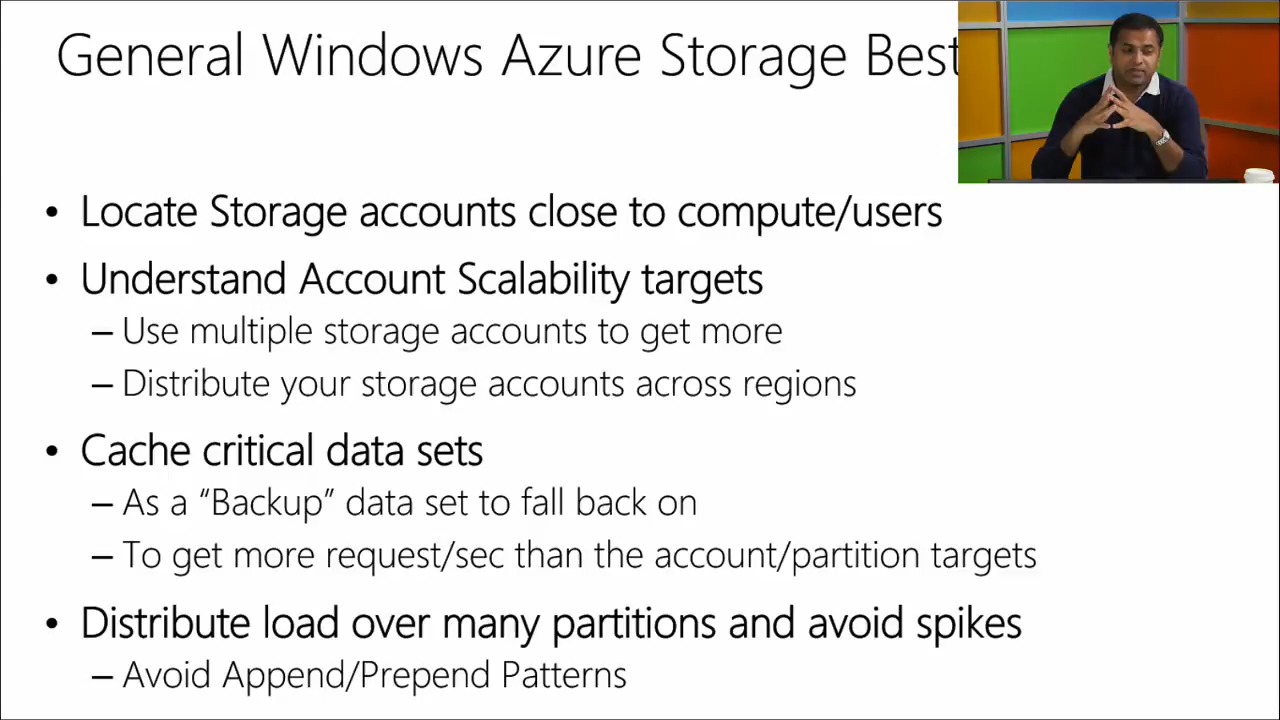 General Windows Azure Storage Best
• Locate Storage accounts close to compute/users
• Understand Account Scalability targets
– Use multiple storage accounts to get more
– Distribute your storage accounts across regions
• Cache critical data sets
– As a “Backup” data set to fall back on
– To get more request/sec than the account/partition targets
• Distribute load over many partitions and avoid spikes
– Avoid Append/Prepend Patterns